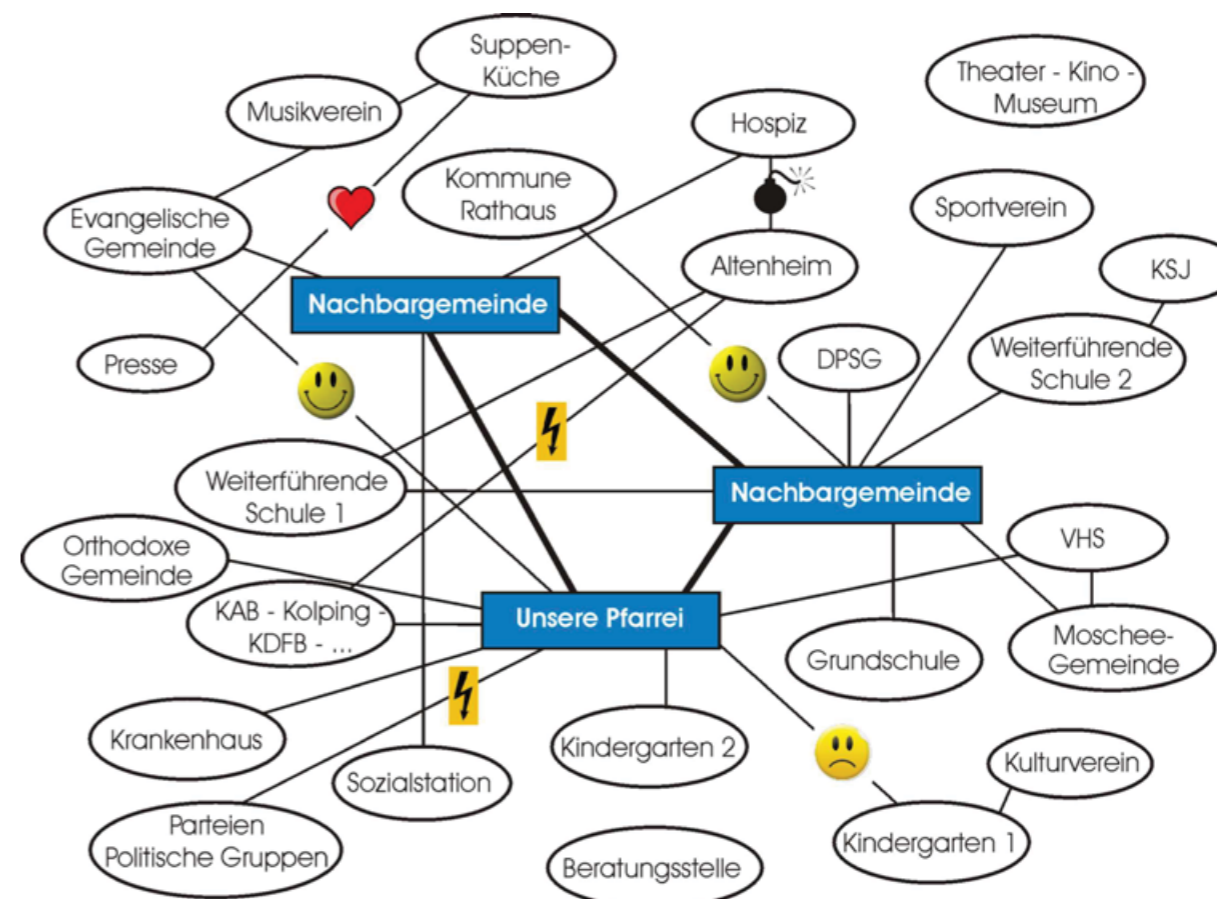 Suppen-
Küche
Theater - Kino -
Museum
Musikverein
Hospiz
Kommune
Rathaus
Sportverein
Evangelische
Gemeinde
Altenheim
KSJ
Nachbargemeinde
Presse
DPSG
Weiterführende
Schule 2
Weiterführende
Schule 1
Nachbargemeinde
Orthodoxe
Gemeinde
VHS
KAB - Kolping -
KDFB - ...
Unsere Pfarrei
Grundschule
Moschee-
Gemeinde
Krankenhaus
Kindergarten 2
Kulturverein
Sozialstation
Parteien
Politische Gruppen
Kindergarten 1
Beratungsstelle